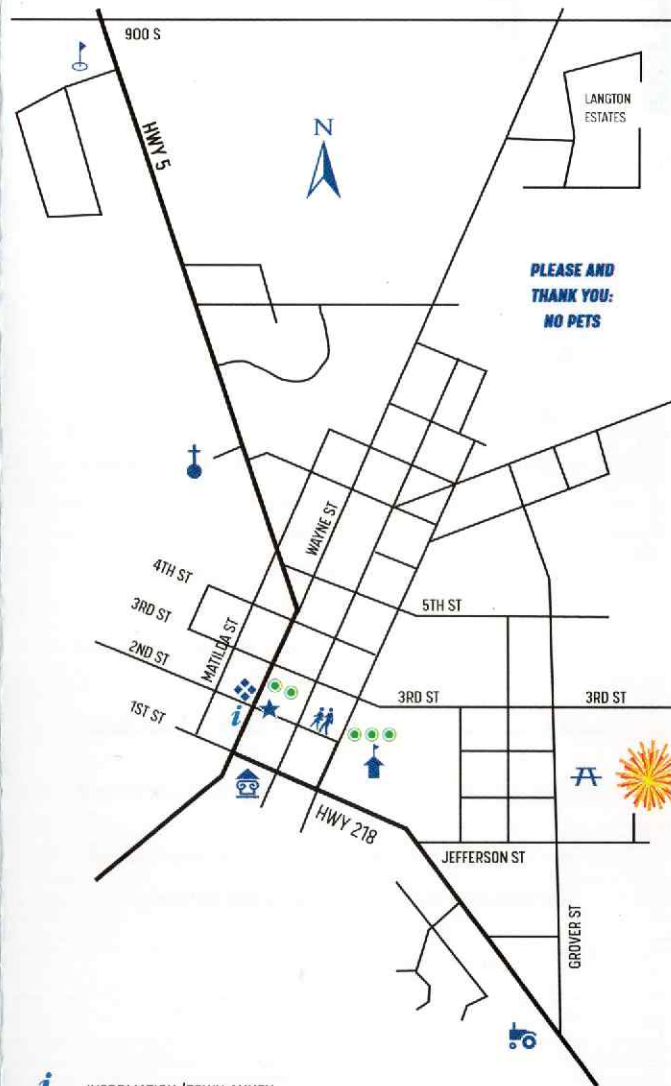 900 S
HWY 5
N
LANGTON
ESTATES
PLEASE AND
THANK YOU:
NO PETS
WAYNE ST
4TH ST
3RD ST
MATILDA ST
2ND ST
1ST ST
5TH ST
3RD ST
3RD ST
i
HWY 218
JEFFERSON ST
GROVER ST
i